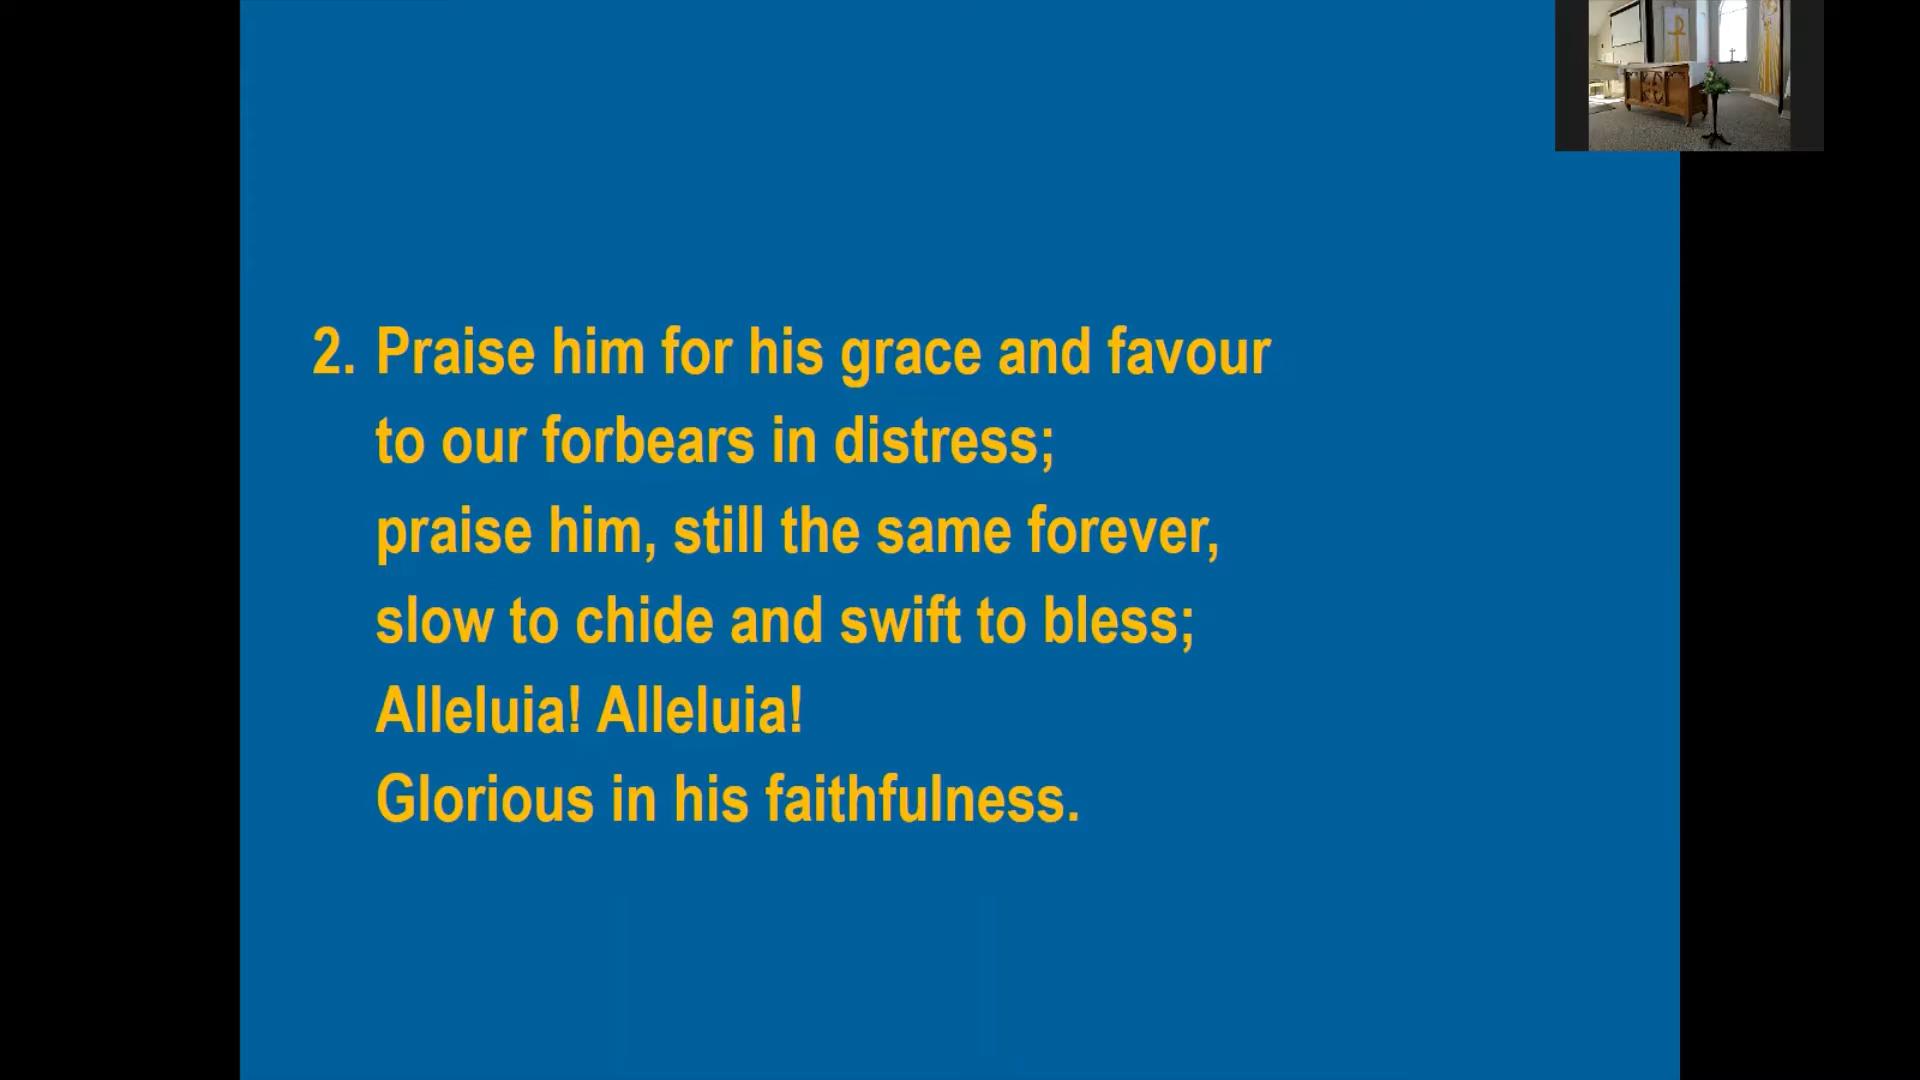 2. Praise him for his grace and favour
to our forbears in distress;
praise him, still the same forever,
slow to chide and swift to bless;
Alleluia! Alleluia!
Glorious in his faithfulness.